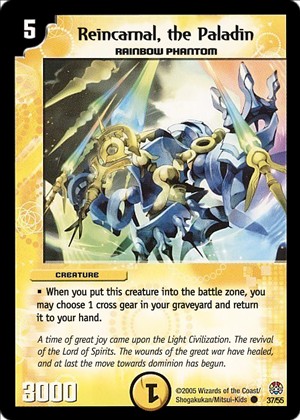 5
Reincarnal, the Paladin
RAINBOW PHANTOM
CREATURE
• When you put this creature into the battle zone, you
may choose 1 cross gear in your graveyard and return
it to your hand.
A time of great joy came upon the Light Civilization. The revival
of the Lord of Spirits. The wounds of the great war have healed,
and at last the move towards dominion has begun.
3000
1
©2005 Wizards of the Coast/
Shogakukan/Mitsui-Kids ● 37/55